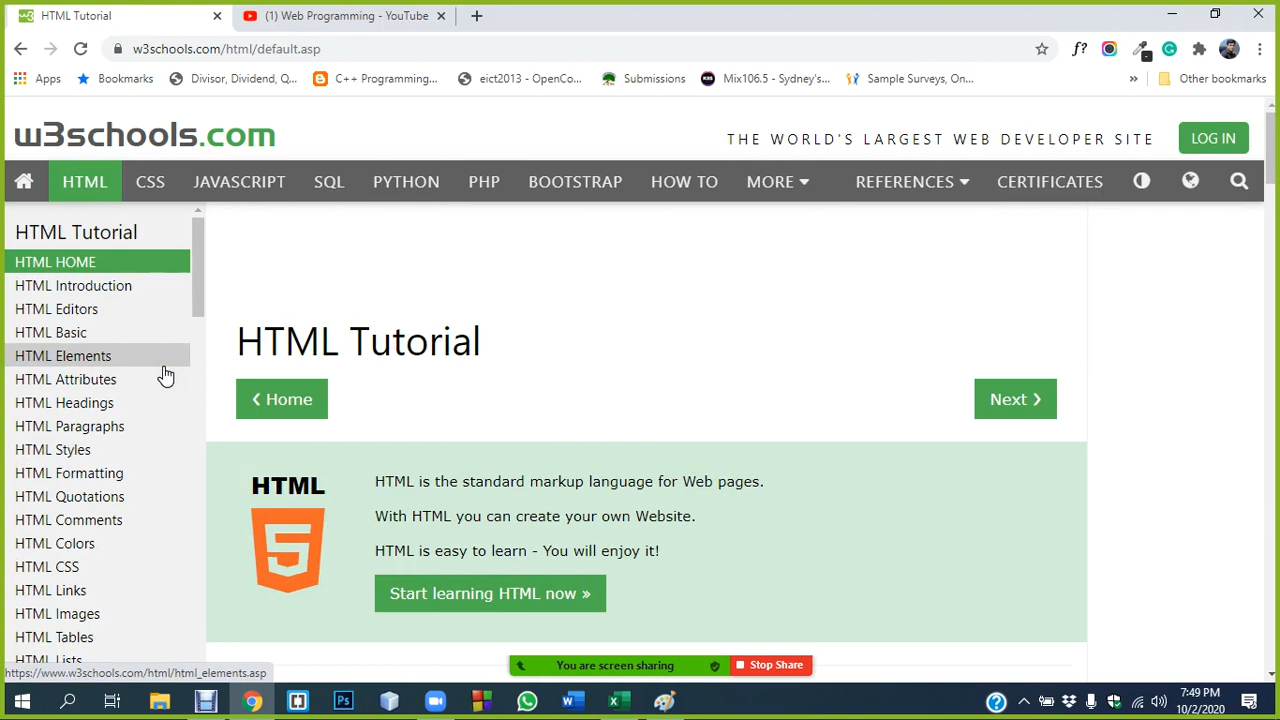 HTML Tutorial
(1) Web Programming - YouTube
w3schools.com/html/default.asp
f?
Apps
Bookmarks
Divisor, Dividend, Q...
C++ Programming...
eict2013 - OpenCo...
Submissions
Mix106.5 - Sydney's...
Sample Surveys, On...
»
Other bookmarks
w3schools.com
THE WORLD'S LARGEST WEB DEVELOPER SITE
LOG IN
HTML
CSS
JAVASCRIPT
SQL
PYTHON
PHP
BOOTSTRAP
HOW TO
MORE
REFERENCES
CERTIFICATES
HTML Tutorial
HTML HOME
HTML Introduction
HTML Editors
HTML Basic
HTML Elements
HTML Attributes
HTML Headings
HTML Paragraphs
HTML Styles
HTML Formatting
HTML Quotations
HTML Comments
HTML Colors
HTML CSS
HTML Links
HTML Images
HTML Tables
HTML Lists
https://www.w3schools.com/html/html_elements.asp
HTML Tutorial
❮ Home
Next ❯
HTML
5
HTML is the standard markup language for Web pages.
With HTML you can create your own Website.
HTML is easy to learn - You will enjoy it!
Start learning HTML now »
You are screen sharing
Stop Share
7:49 PM
10/2/2020